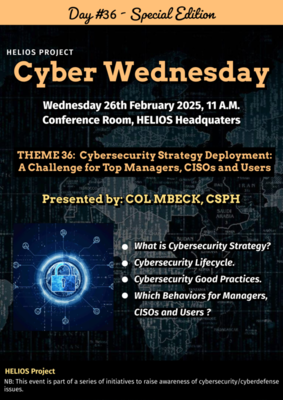 Day #36 - Special Edition
HELIOS PROJECT
Cyber Wednesday
Wednesday 26th February 2025, 11 A.M.
Conference Room, HELIOS Headquaters
THEME 36: Cybersecurity Strategy Deployment:
A Challenge for Top Managers, CISOs and Users
Presented by: COL MBECK, CSPH
What is Cybersecurity Strategy?
Cybersecurity Lifecycle.
Cybersecurity Good Practices.
Which Behaviors for Managers,
CISOs and Users ?
HELIOS Project
NB: This event is part of a series of initiatives to raise awareness of cybersecurity/cyberdefense
issues.